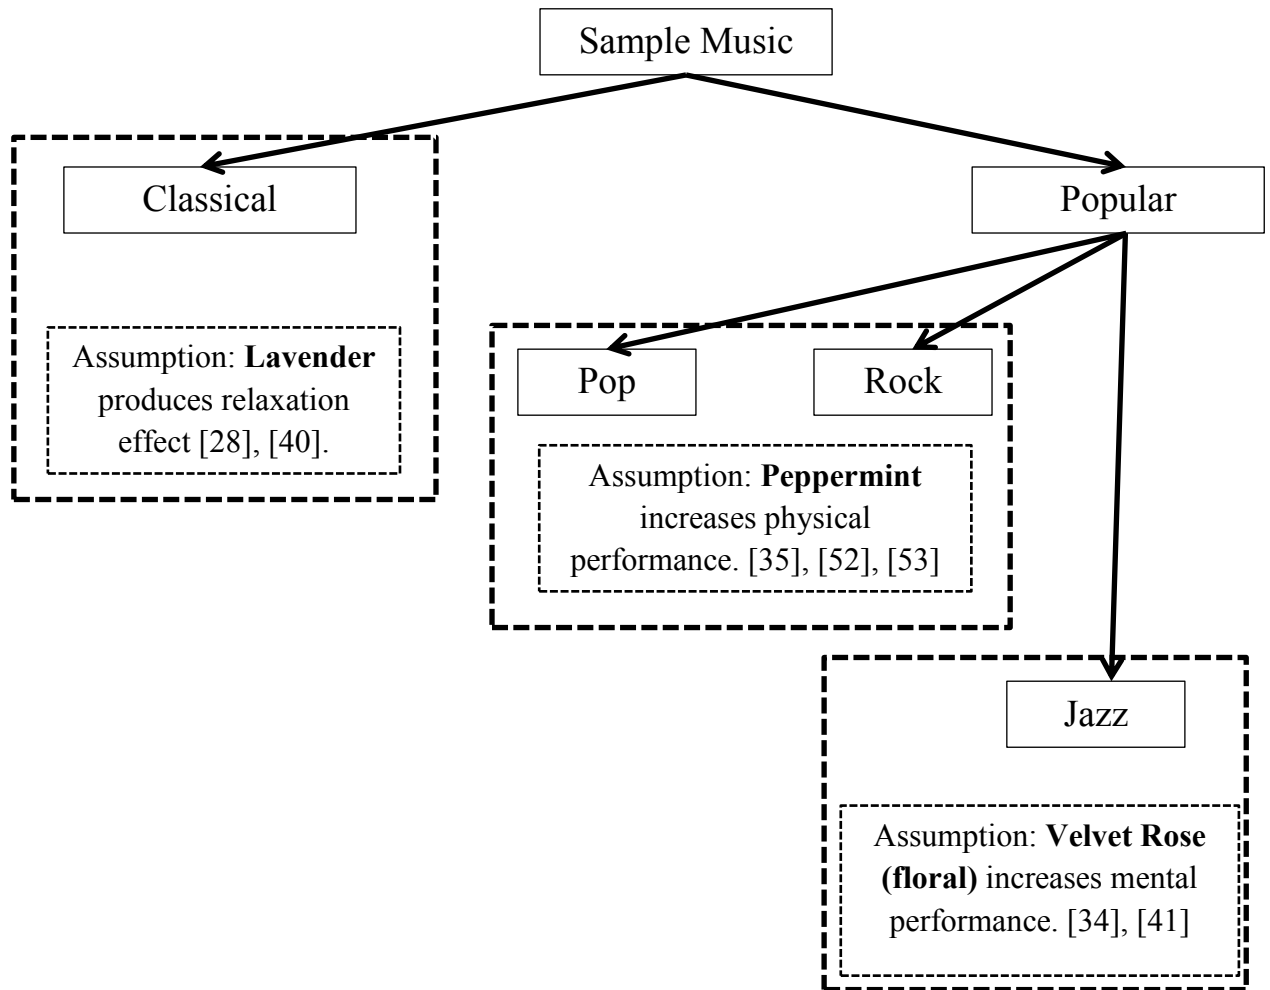 Sample Music
Classical
Popular
Assumption: Lavender
produces relaxation
effect [28], [40].
Pop
Rock
Assumption: Peppermint
increases physical
performance. [35], [52], [53]
Jazz
Assumption: Velvet Rose
(floral) increases mental
performance. [34], [41]